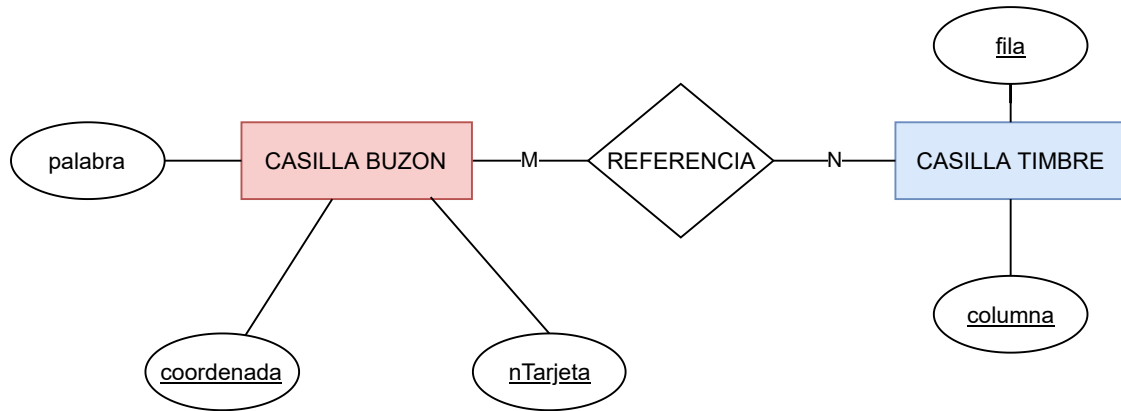 fila
palabra
CASILLA BUZON
M
REFERENCIA
N
CASILLA TIMBRE
columna
coordenada
nTarjeta